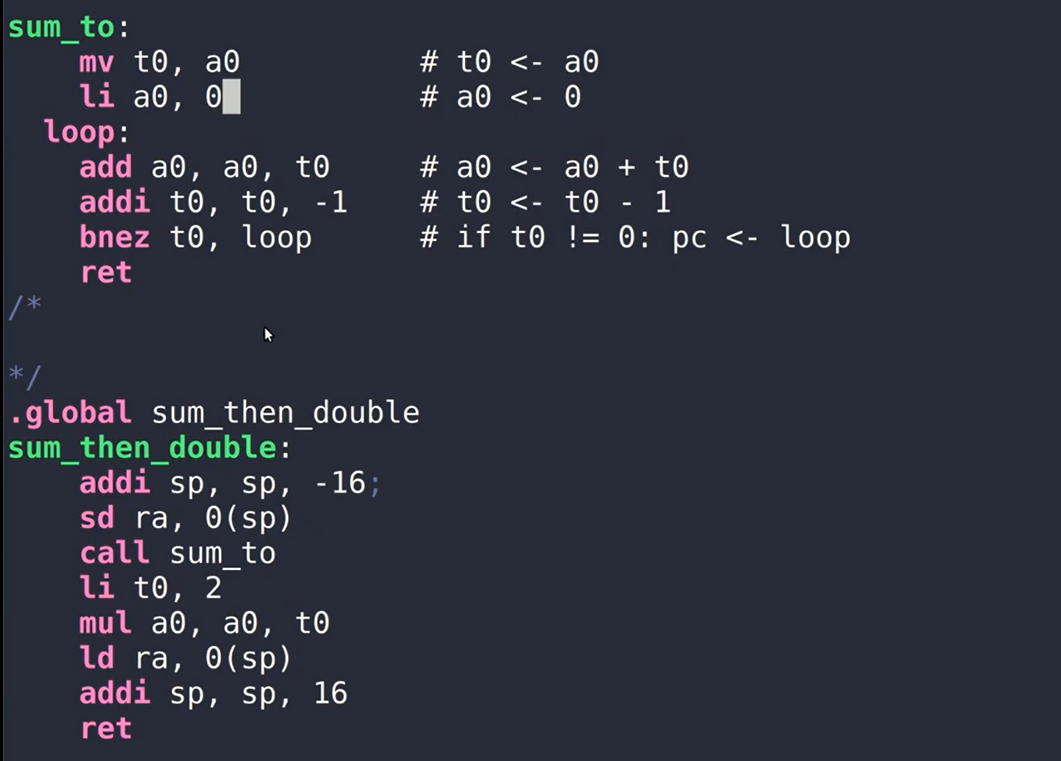 sum_to:
    mv t0, a0          # t0 <- a0
    li a0, 0           # a0 <- 0
  loop:
    add a0, a0, t0     # a0 <- a0 + t0
    addi t0, t0, -1    # t0 <- t0 - 1
    bnez t0, loop      # if t0 != 0: pc <- loop
    ret
/*
*/
.global sum_then_double
sum_then_double:
    addi sp, sp, -16;
    sd ra, 0(sp)
    call sum_to
    li t0, 2
    mul a0, a0, t0
    ld ra, 0(sp)
    addi sp, sp, 16
    ret